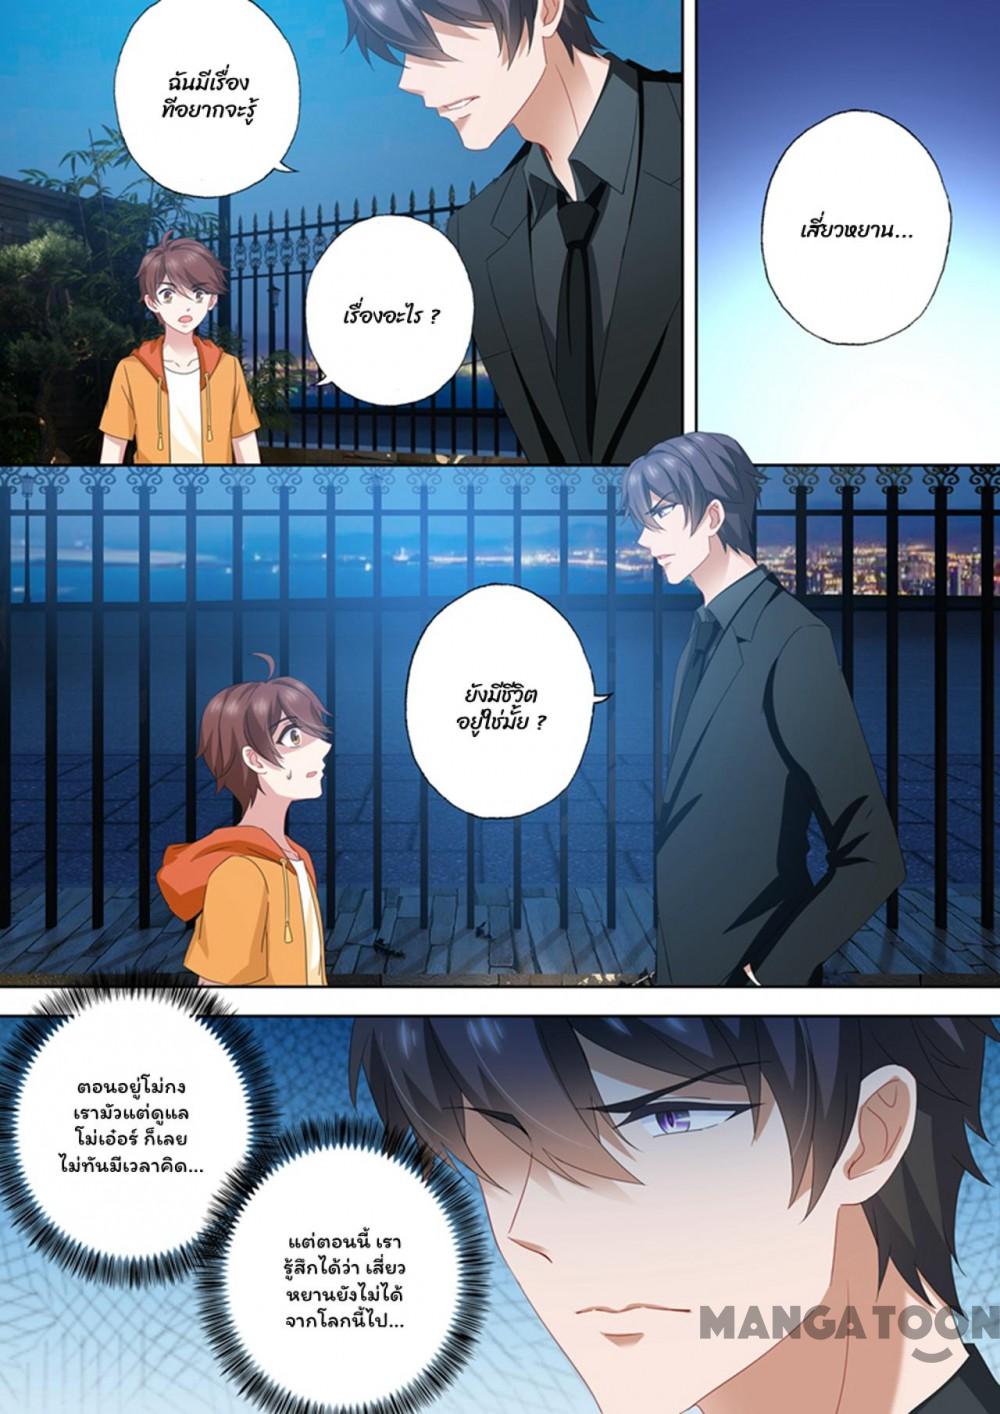 ฉันมีเรื่อง
ที่อยากจะรู้
เรื่องอะไร ?
เสี่ยวหยาน...
ยังมีชีวิต
อยู่ใช่มั้ย ?
ตอนอยู่โม่กง
เรามัวแต่ดูแล
โม่เอ๋อร์ ก็เลย
ไม่ทันมีเวลาคิด...
แต่ตอนนี้ เรา
รู้สึกได้ว่า เสี่ยว
หยานยังไม่ได้
จากโลกนี้ไป...
MANGATOON